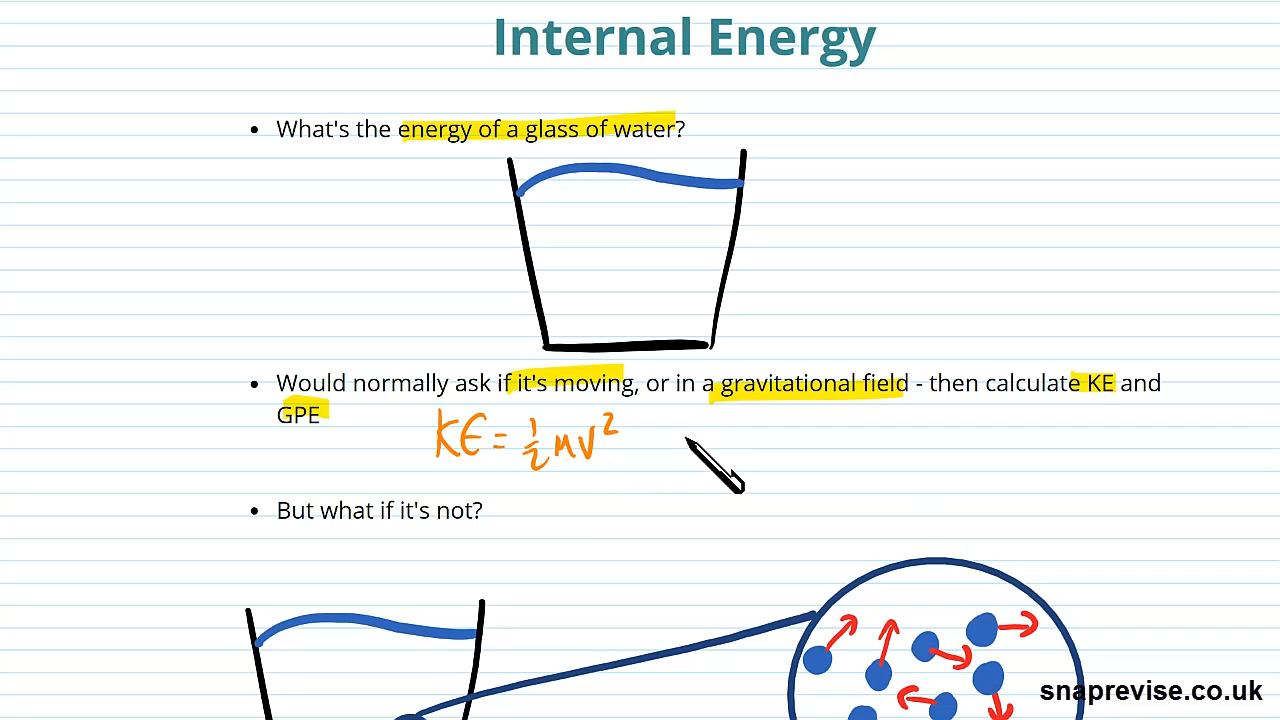 Internal Energy
• What's the energy of a glass of water?
• Would normally ask if it's moving, or in a gravitational field - then calculate KE and
GPE
KE = ½mv²
• But what if it's not?
snaprevise.co.uk